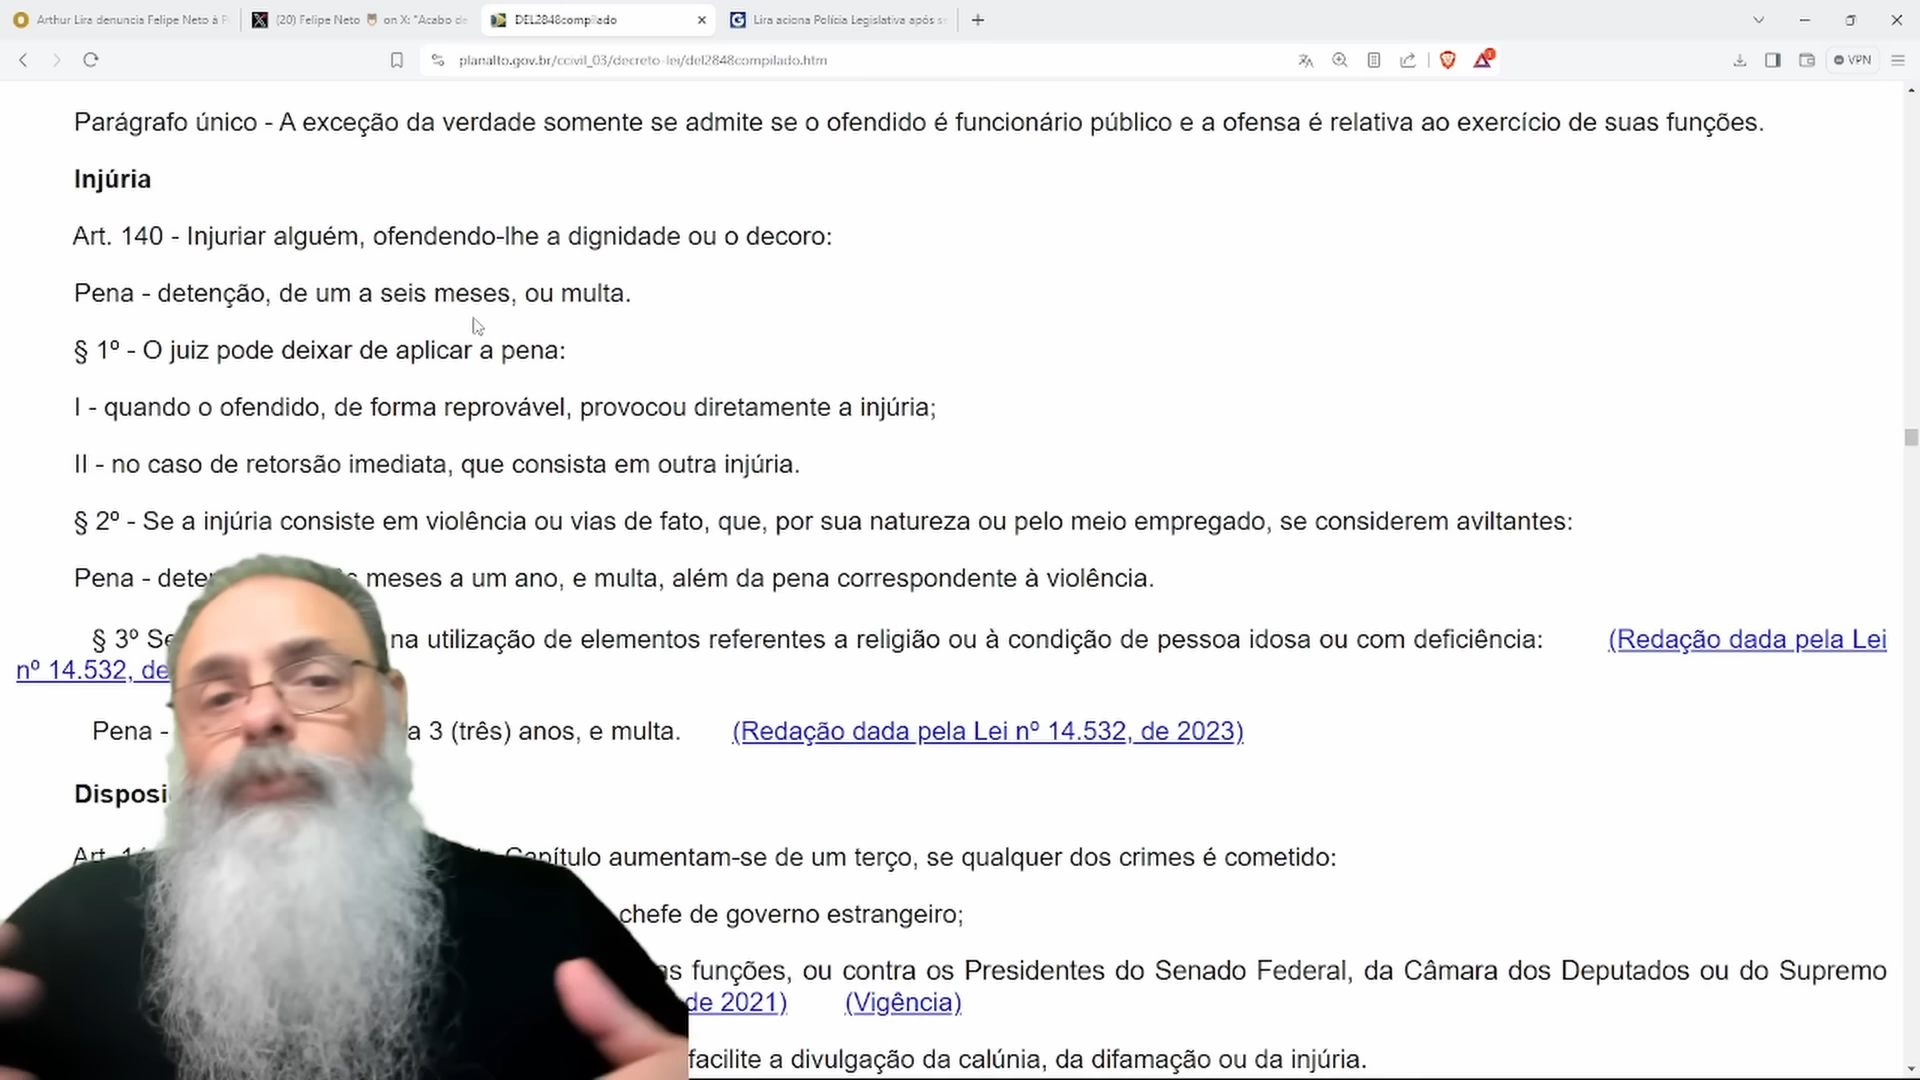 Arthur Lira denuncia Felipe Neto à P
(20) Felipe Neto on X: "Acabo de
DEL2848compilado
Lira aciona Polícia Legislativa após s
planalto.gov.br/ccivil_03/decreto-lei/del2848compilado.htm
1
VPN
Parágrafo único - A exceção da verdade somente se admite se o ofendido é funcionário público e a ofensa é relativa ao exercício de suas funções.
Injúria
Art. 140 - Injuriar alguém, ofendendo-lhe a dignidade ou o decoro:
Pena - detenção, de um a seis meses, ou multa.
§ 1º - O juiz pode deixar de aplicar a pena:
I - quando o ofendido, de forma reprovável, provocou diretamente a injúria;
II - no caso de retorsão imediata, que consista em outra injúria.
§ 2º - Se a injúria consiste em violência ou vias de fato, que, por sua natureza ou pelo meio empregado, se considerem aviltantes:
Pena - dete meses a um ano, e multa, além da pena correspondente à violência.
§ 3º Se na utilização de elementos referentes a religião ou à condição de pessoa idosa ou com deficiência: (Redação dada pela Lei
nº 14.532, de
Pena - a 3 (três) anos, e multa. (Redação dada pela Lei nº 14.532, de 2023)
Disposi
Art. Capítulo aumentam-se de um terço, se qualquer dos crimes é cometido:
chefe de governo estrangeiro;
as funções, ou contra os Presidentes do Senado Federal, da Câmara dos Deputados ou do Supremo
de 2021) (Vigência)
facilite a divulgação da calúnia, da difamação ou da injúria.